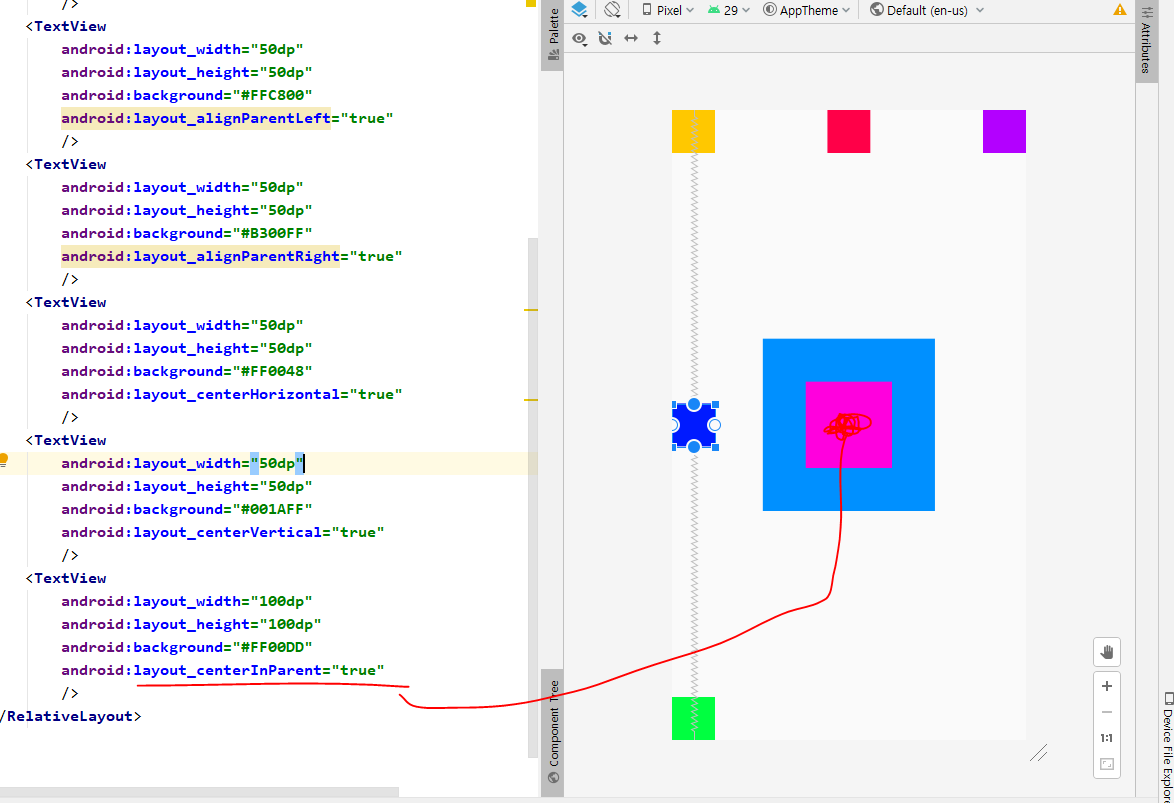 />
<TextView
android:layout_width="50dp"
android:layout_height="50dp"
android:background="#FFC800"
android:layout_alignParentLeft="true"
/>
<TextView
android:layout_width="50dp"
android:layout_height="50dp"
android:background="#B300FF"
android:layout_alignParentRight="true"
/>
<TextView
android:layout_width="50dp"
android:layout_height="50dp"
android:background="#FF0048"
android:layout_centerHorizontal="true"
/>
<TextView
android:layout_width="50dp"
android:layout_height="50dp"
android:background="#001AFF"
android:layout_centerVertical="true"
/>
<TextView
android:layout_width="100dp"
android:layout_height="100dp"
android:background="#FF00DD"
android:layout_centerInParent="true"
/>
/RelativeLayout>
Palette
Component Tree
Pixel 29 AppTheme Default (en-us)
1:1
Attributes
Device File Explor